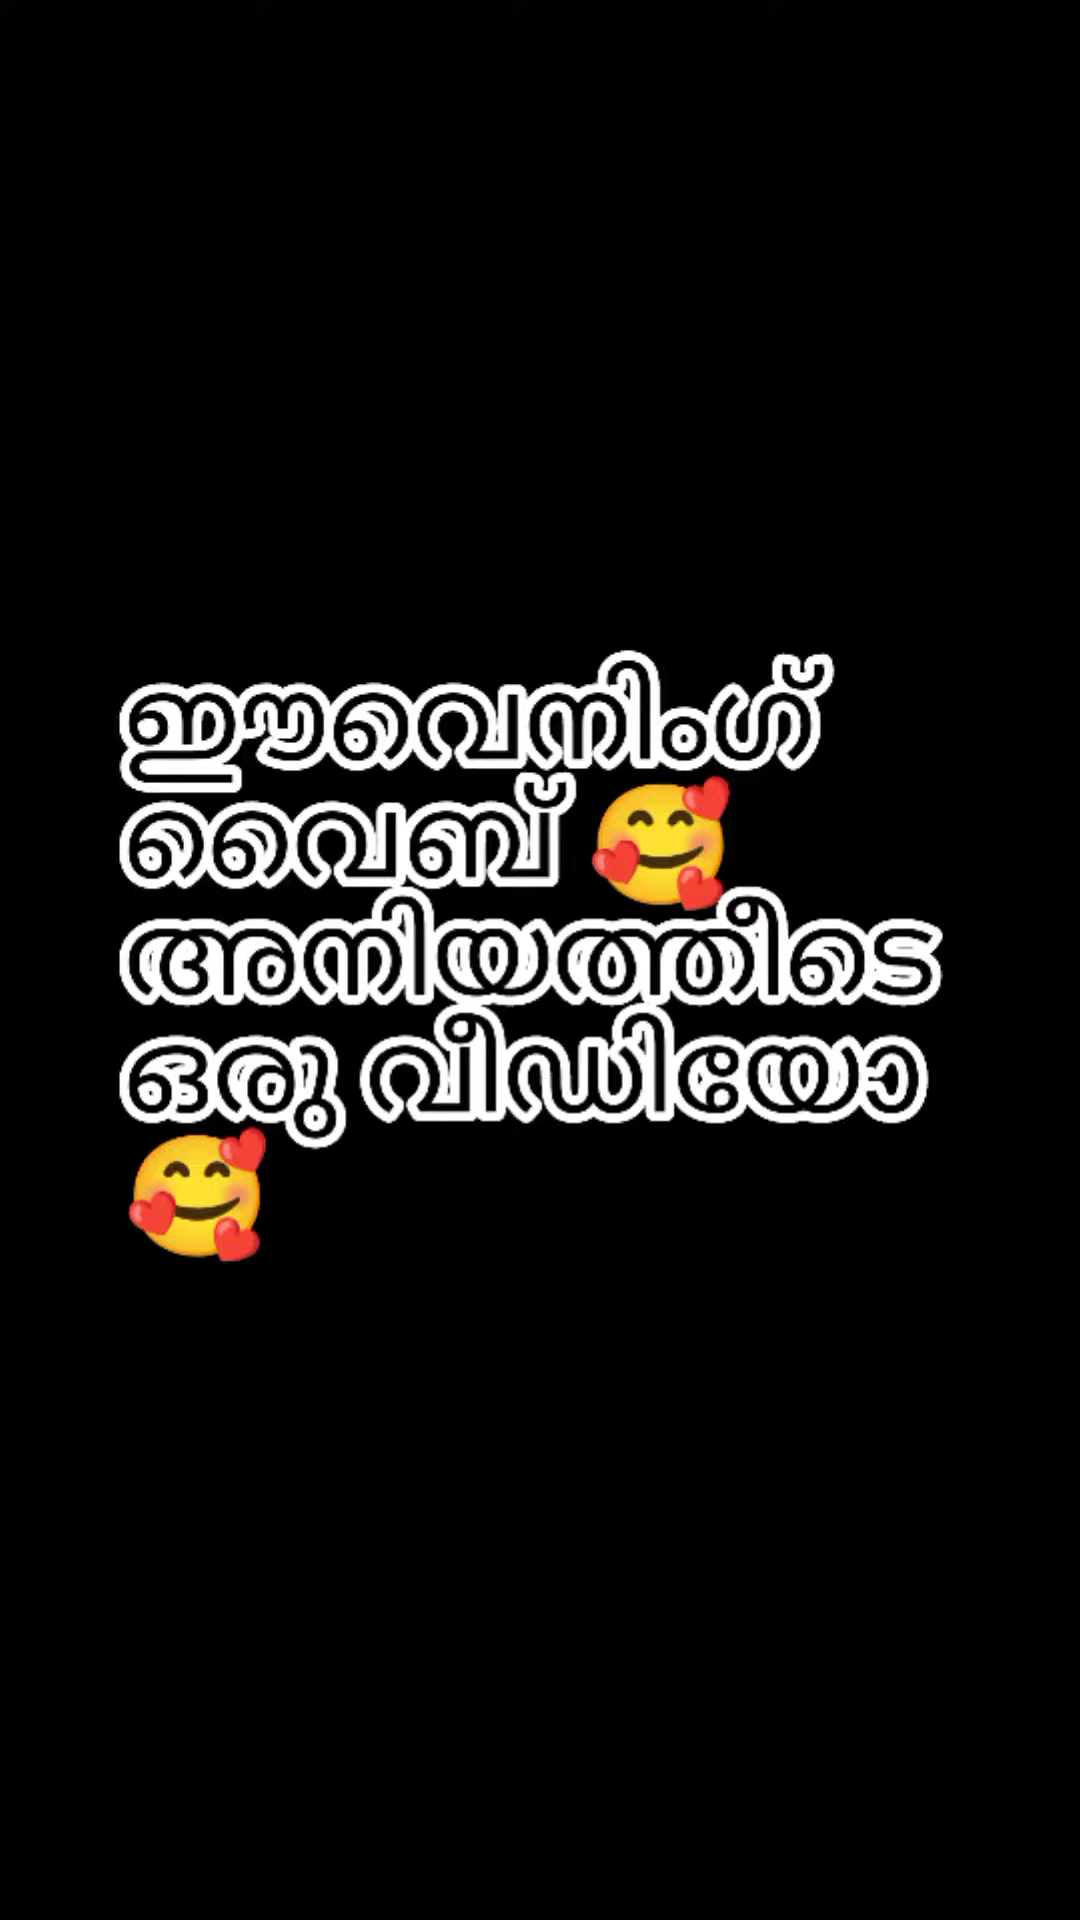 ഈവെനിംഗ്
വൈബ് 🥰
അനിയത്തീടെ
ഒരു വീഡിയോ
🥰